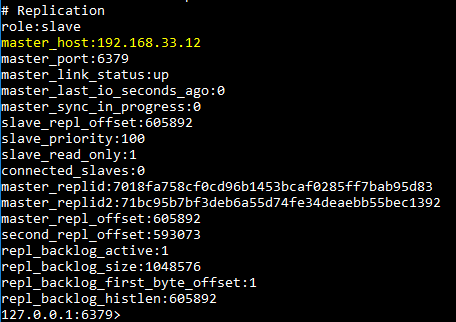 # Replication
role:slave
master_host:192.168.33.12
master_port:6379
master_link_status:up
master_last_io_seconds_ago:0
master_sync_in_progress:0
slave_repl_offset:605892
slave_priority:100
slave_read_only:1
connected_slaves:0
master_replid:7018fa758cf0cd96b1453bcaf0285ff7bab95d83
master_replid2:71bc95b7bf3deb6a55d74fe34deaebb55bec1392
master_repl_offset:605892
second_repl_offset:593073
repl_backlog_active:1
repl_backlog_size:1048576
repl_backlog_first_byte_offset:1
repl_backlog_histlen:605892
127.0.0.1:6379>